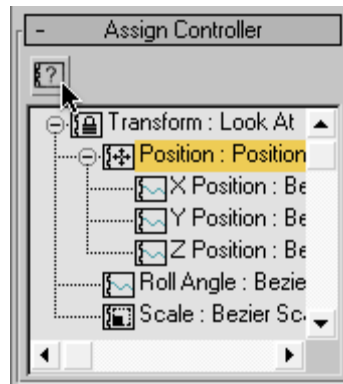 - Assign Controller
?
Transform : Look At
Position : Position
X Position : Be
Y Position : Be
Z Position : Be
Roll Angle : Bezie
Scale : Bezier Sc